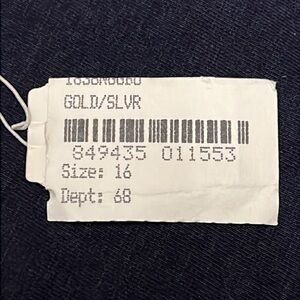 GOLD/SLVR
849435 011553
Size: 16
Dept: 68